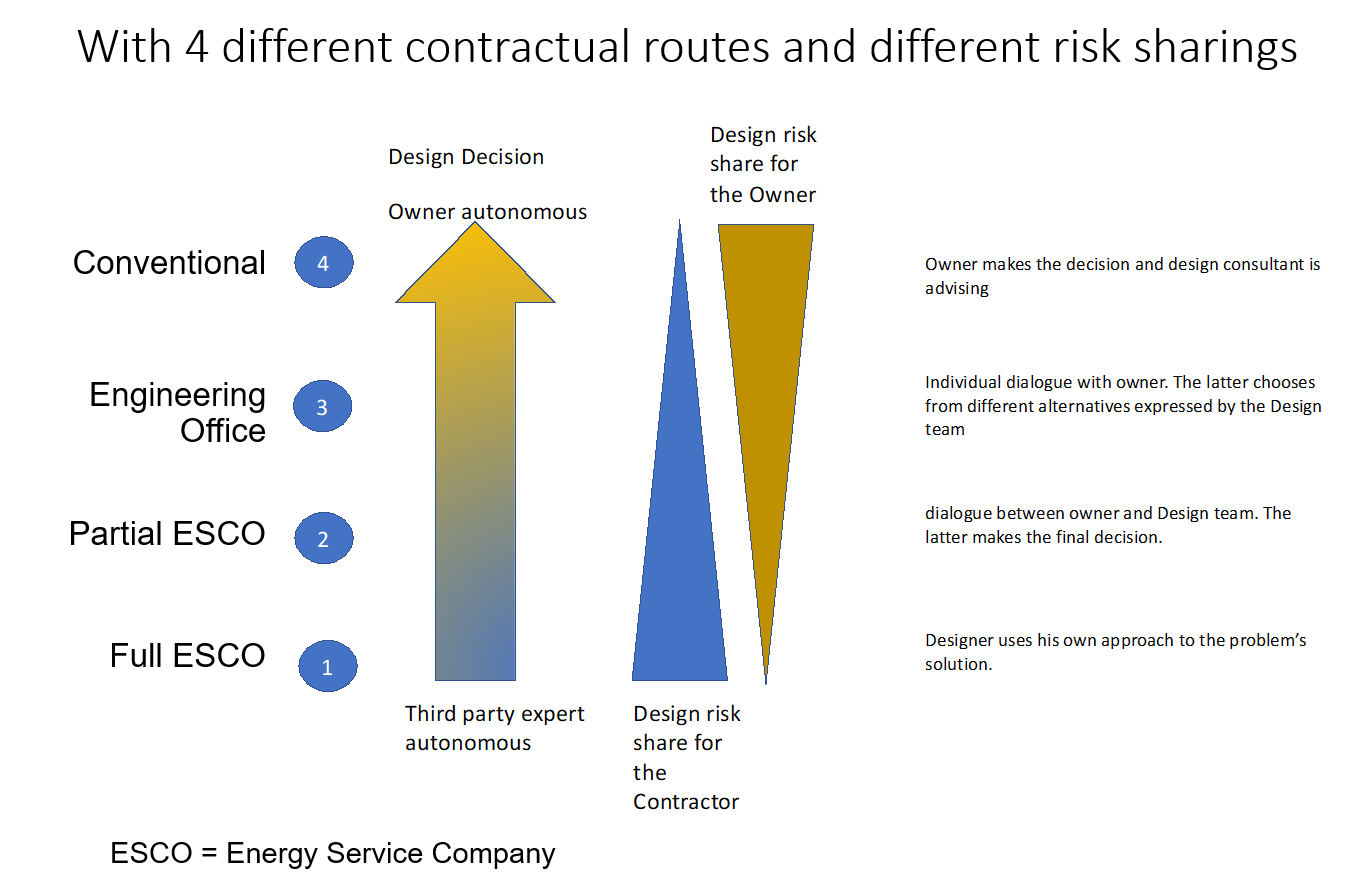 With 4 different contractual routes and different risk sharings
Design Decision
Owner autonomous
Design risk
share for
the Owner
Conventional
4
Owner makes the decision and design consultant is
advising
Engineering
Office
3
Individual dialogue with owner. The latter chooses
from different alternatives expressed by the Design
team
Partial ESCO
2
dialogue between owner and Design team. The
latter makes the final decision.
Full ESCO
1
Designer uses his own approach to the problem’s
solution.
Third party expert
autonomous
Design risk
share for
the
Contractor
ESCO = Energy Service Company